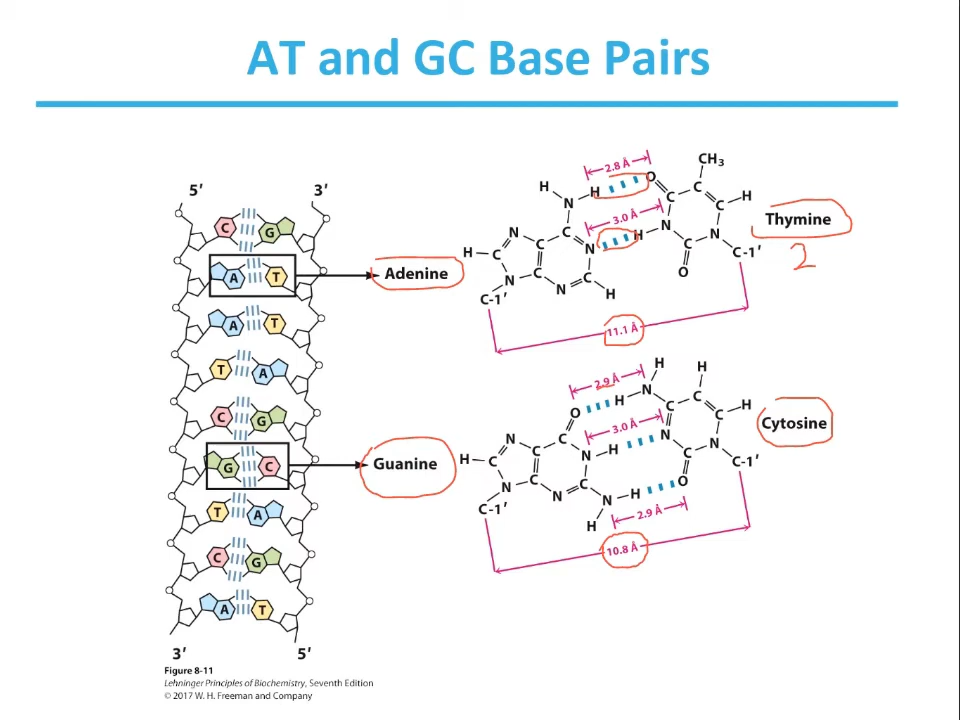 AT and GC Base Pairs
5′ 3′
C G
A T
A T
T A
C G
G C
T A
C G
A T
3′ 5′
Adenine
Thymine
2
2.8 Å
3.0 Å
11.1 Å
H
H
N
O
CH₃
C
C
C
H
N
C
C
N
H
N
C
H
C
N
C
O
N
C-1′
N
C
N
C
H
C-1′
Guanine
Cytosine
2.9 Å
3.0 Å
2.9 Å
10.8 Å
H
H
O
H
N
C
C
C
H
N
C
C
N
H
N
C
N
H
C
N
C
O
C-1′
N
C
N
C
N
H
H
C-1′
Figure 8-11
Lehninger Principles of Biochemistry, Seventh Edition
© 2017 W. H. Freeman and Company